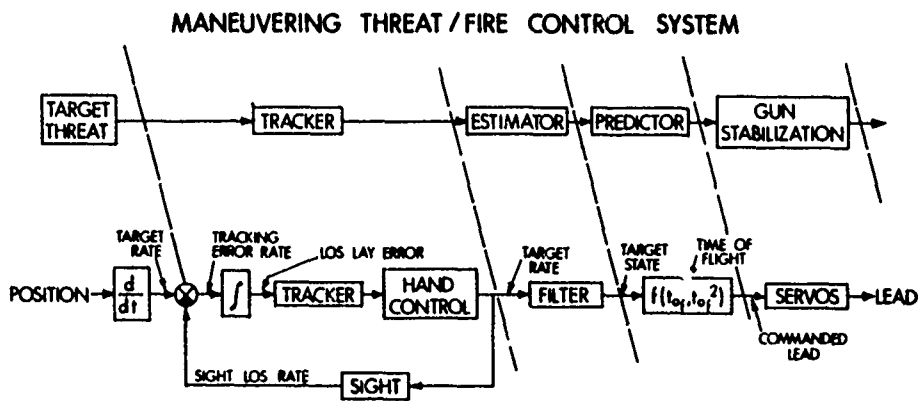 MANEUVERING THREAT / FIRE CONTROL SYSTEM
TARGET
THREAT
TRACKER
ESTIMATOR
PREDICTOR
GUN
STABILIZATION
TARGET
RATE
TRACKING
ERROR RATE
LOS LAY ERROR
TARGET
RATE
TARGET
STATE
TIME OF
FLIGHT
POSITION
d
dt
∫
TRACKER
HAND
CONTROL
FILTER
f(t_of, t_of²)
SERVOS
LEAD
COMMANDED
LEAD
SIGHT LOS RATE
SIGHT